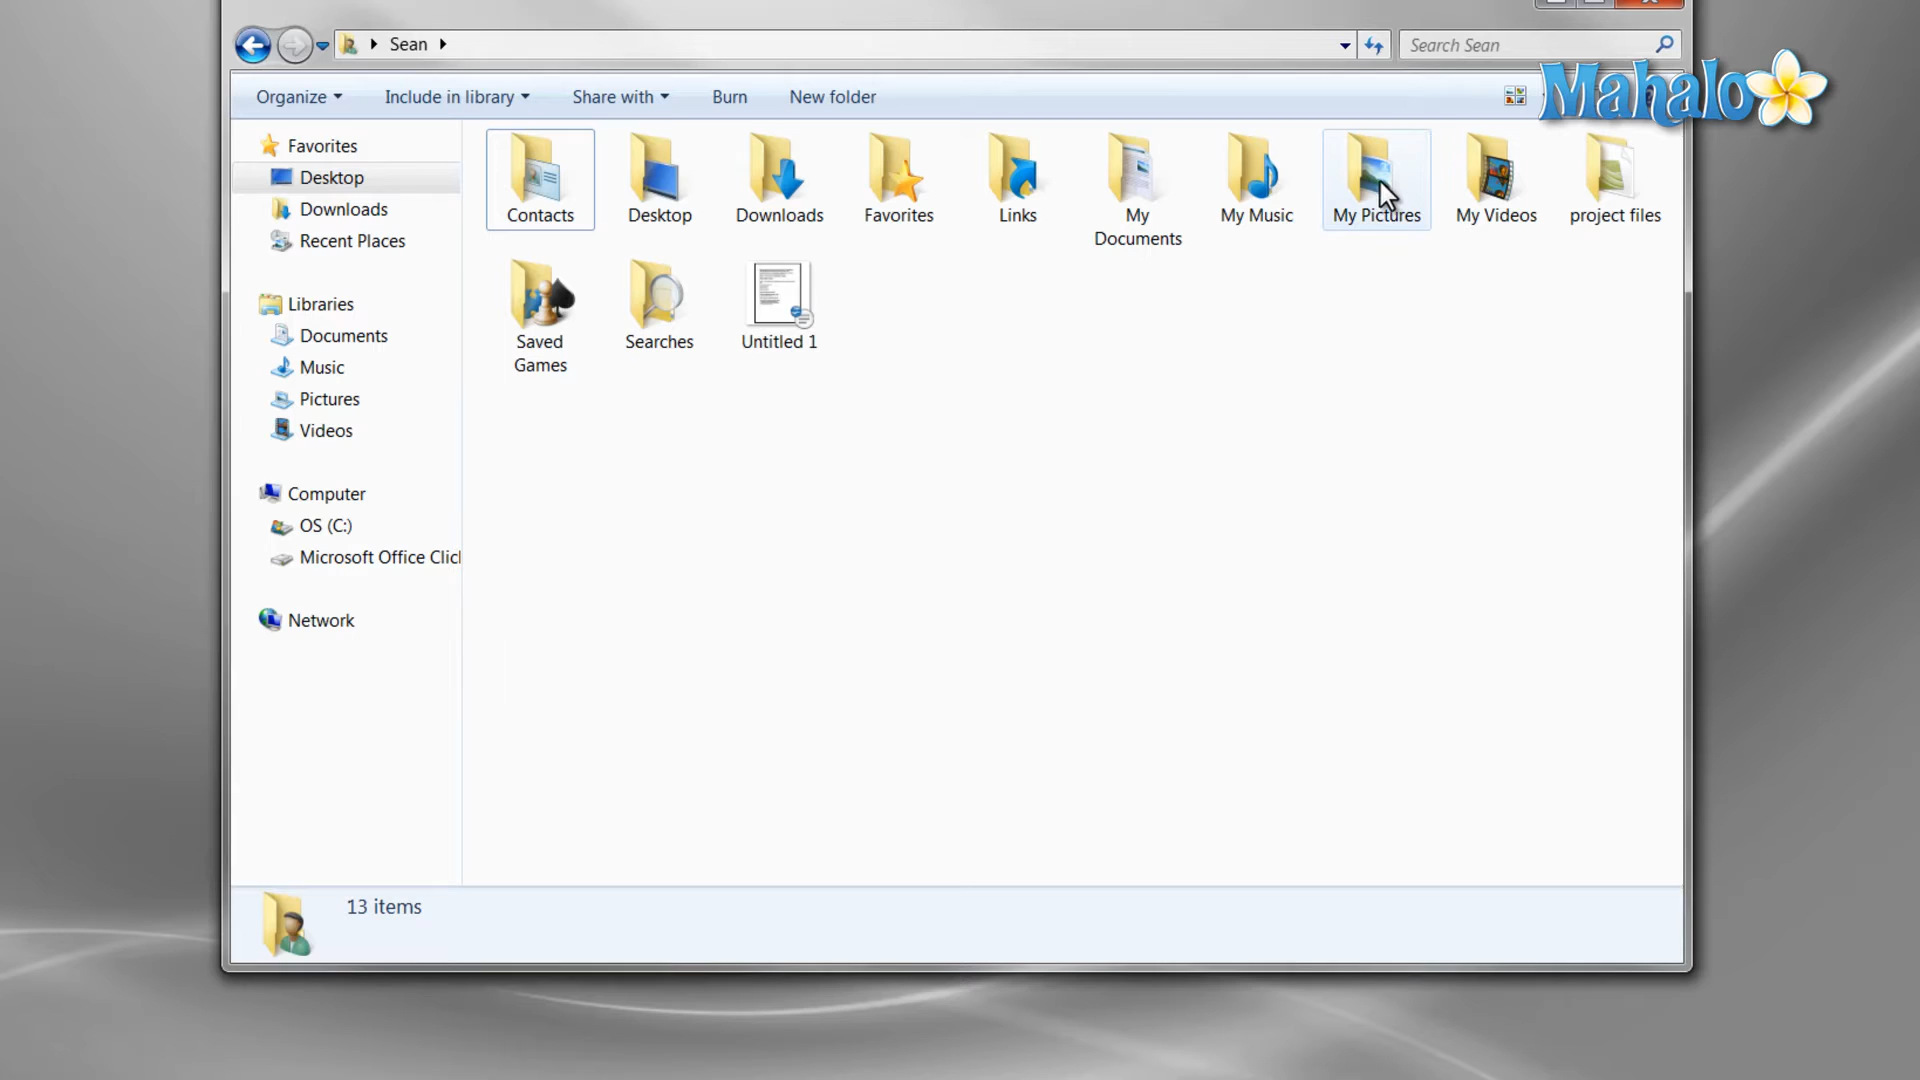 Sean
Search Sean
Mahalo
Organize
Include in library
Share with
Burn
New folder
Favorites
Desktop
Downloads
Recent Places
Libraries
Documents
Music
Pictures
Videos
Computer
OS (C:)
Microsoft Office Clic
Network
Contacts
Desktop
Downloads
Favorites
Links
My
Documents
My Music
My Pictures
My Videos
project files
Saved
Games
Searches
Untitled 1
13 items